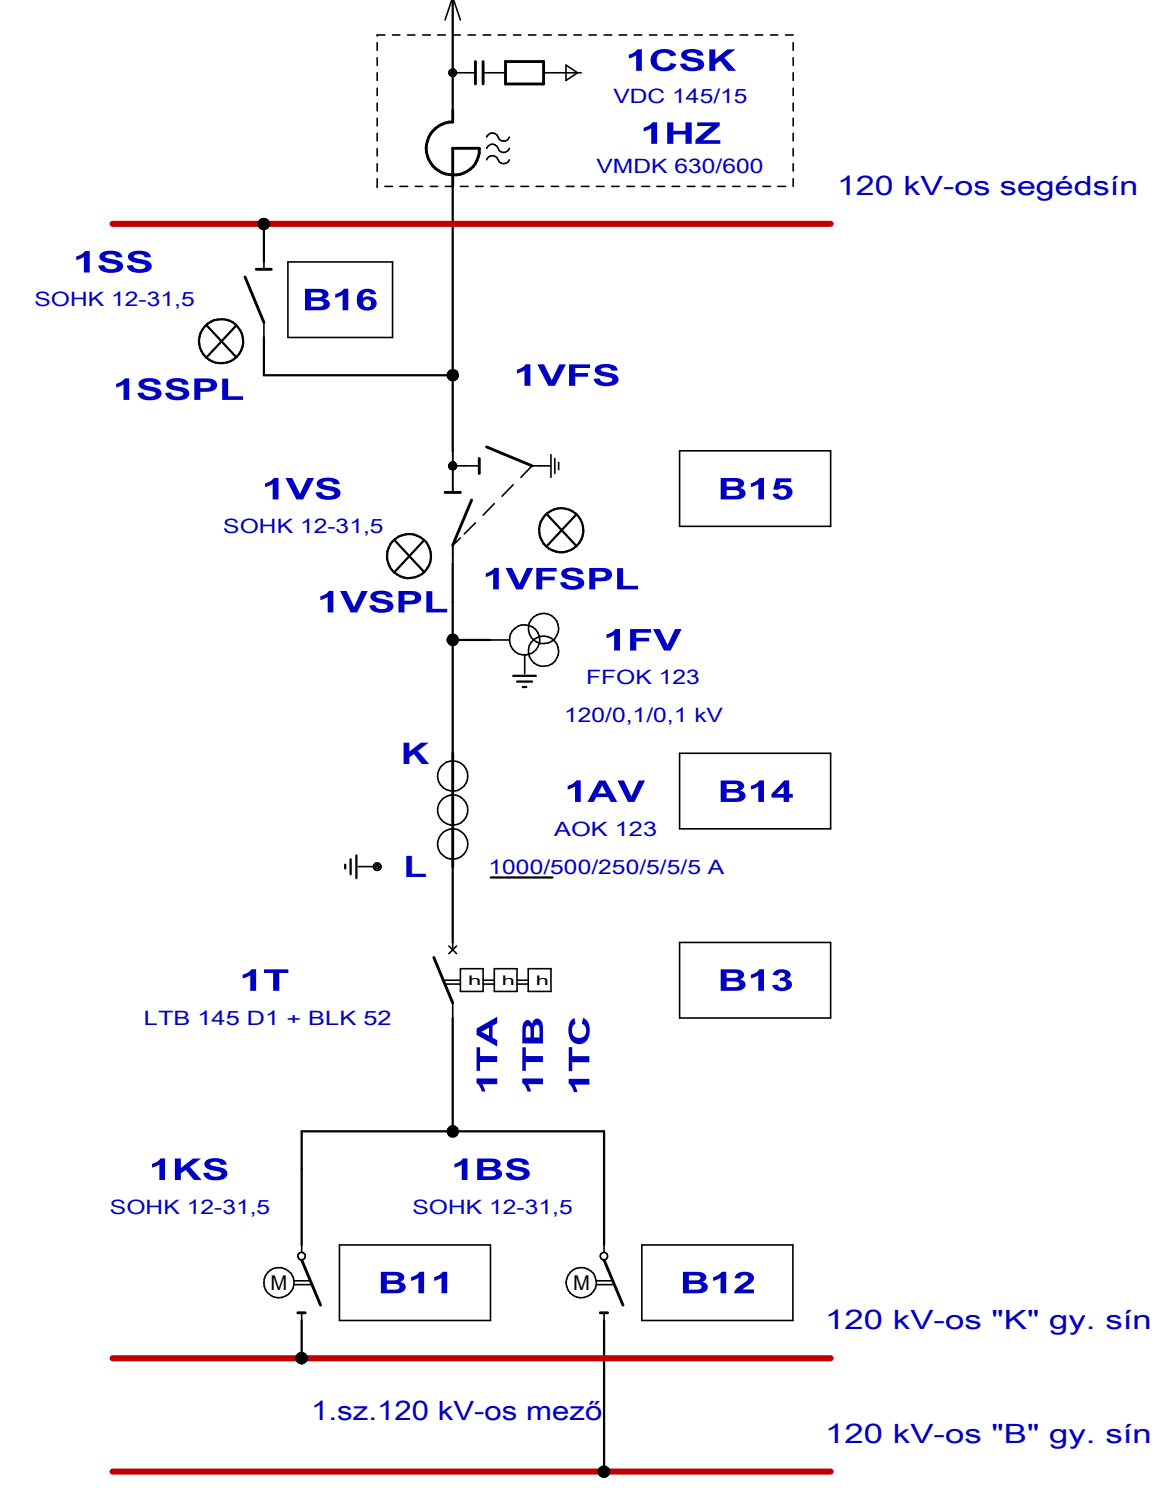 1CSK
VDC 145/15
1HZ
VMDK 630/600
120 kV-os segédsín
1SS
SOHK 12-31,5
B16
1SSPL
1VFS
1VS
SOHK 12-31,5
B15
1VSPL
1VFSPL
1FV
FFOK 123
120/0,1/0,1 kV
K
1AV
AOK 123
B14
L
1000/500/250/5/5/5 A
1T
LTB 145 D1 + BLK 52
h h h
B13
1TA
1TB
1TC
1KS
SOHK 12-31,5
1BS
SOHK 12-31,5
M
B11
M
B12
120 kV-os "K" gy. sín
1.sz.120 kV-os mező
120 kV-os "B" gy. sín